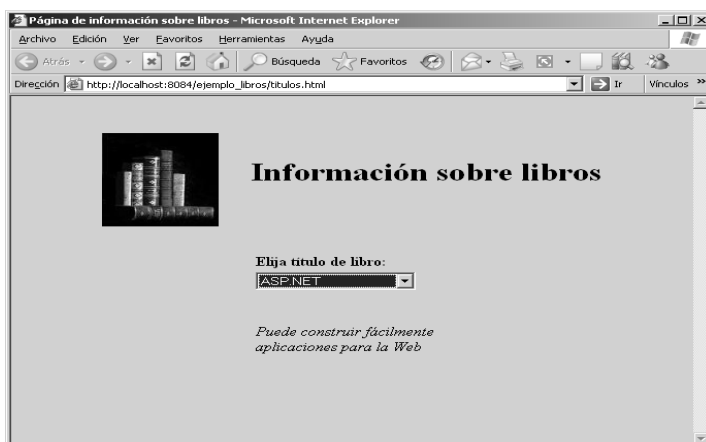 Página de información sobre libros - Microsoft Internet Explorer
Archivo Edición Ver Favoritos Herramientas Ayuda
Atrás Búsqueda Favoritos
Dirección http://localhost:8084/ejemplo_libros/titulos.html Ir Vínculos »
Información sobre libros
Elija título de libro:
ASP.NET
Puede construir fácilmente
aplicaciones para la Web